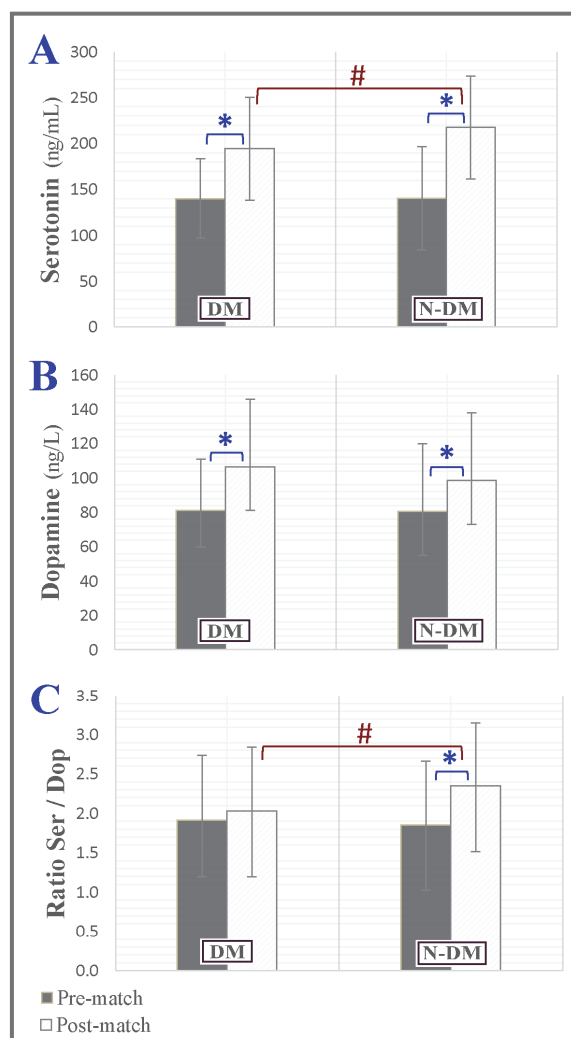 A
Serotonin (ng/mL)
300
250
200
150
100
50
0
*
#
*
DM
N-DM
B
Dopamine (ng/L)
160
140
120
100
80
60
40
20
0
*
*
DM
N-DM
C
Ratio Ser / Dop
3.5
3.0
2.5
2.0
1.5
1.0
0.5
0.0
#
*
DM
N-DM
Pre-match
Post-match